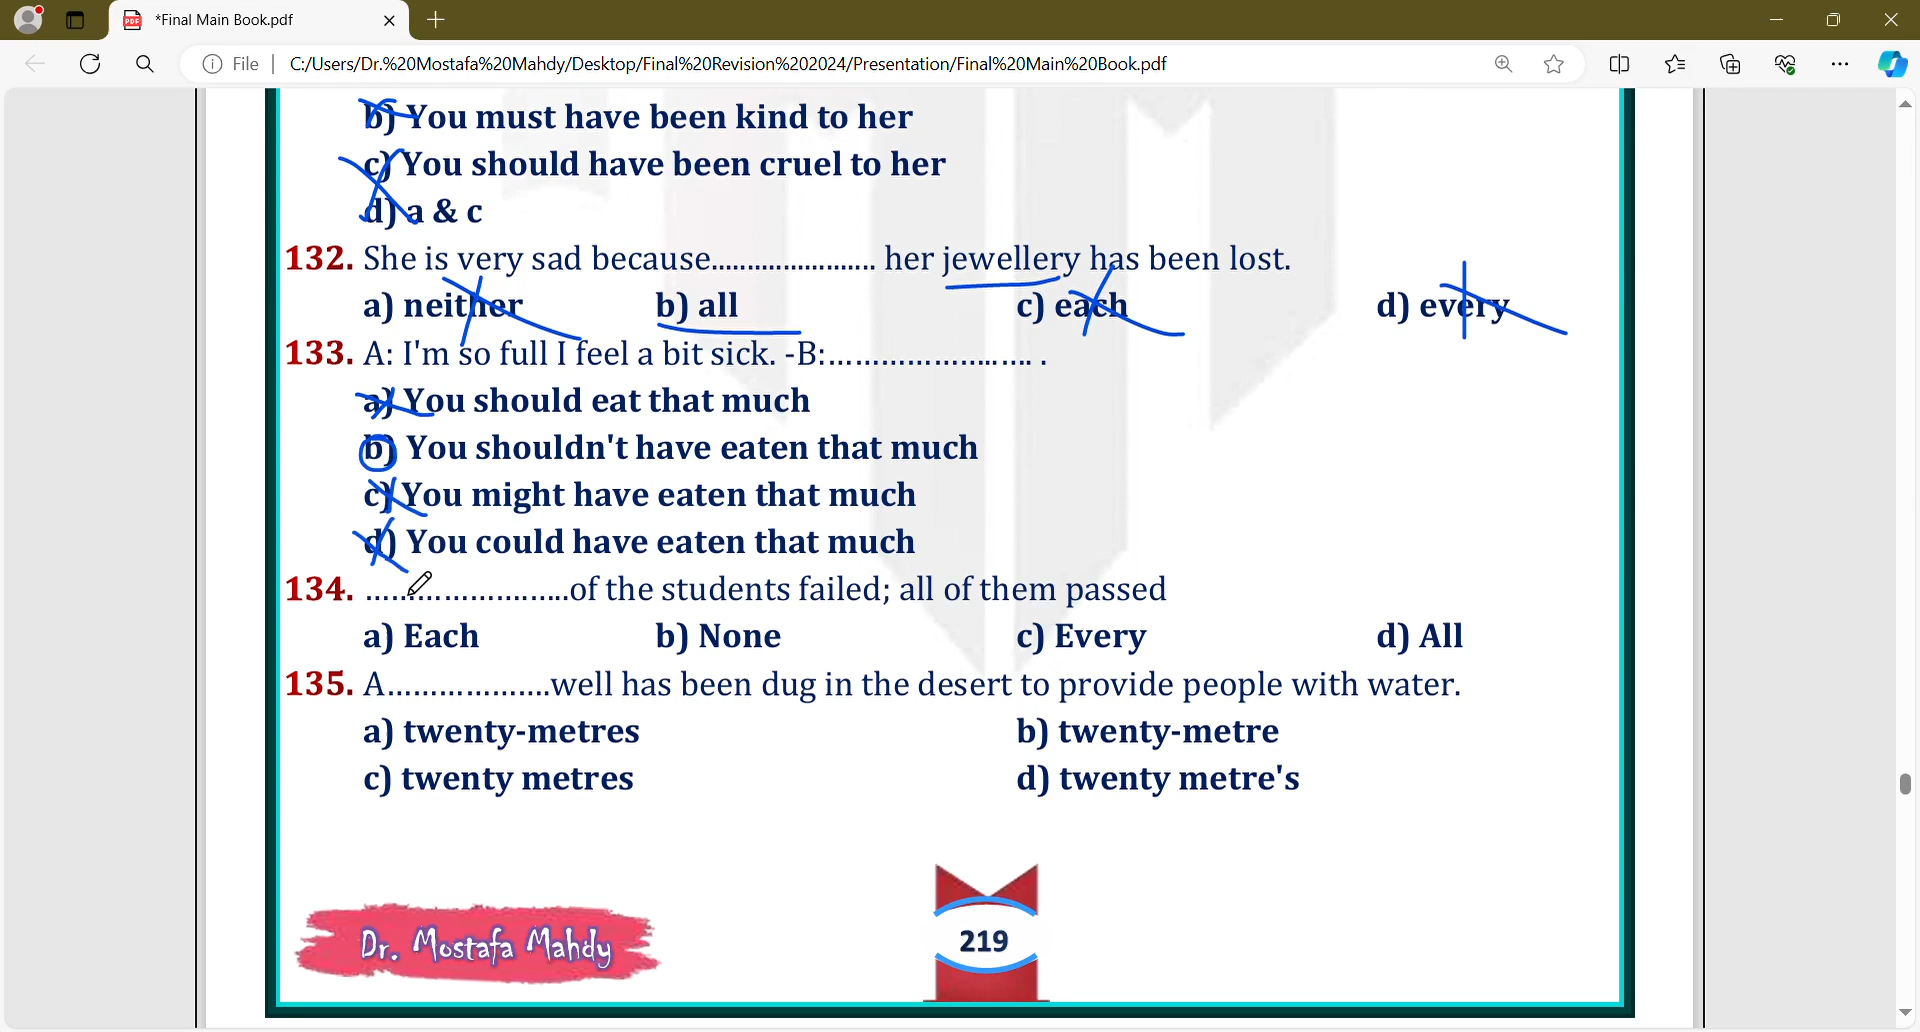 *Final Main Book.pdf
File | C:/Users/Dr.%20Mostafa%20Mahdy/Desktop/Final%20Revision%202024/Presentation/Final%20Main%20Book.pdf
b) You must have been kind to her
c) You should have been cruel to her
d) a & c
132. She is very sad because....................... her jewellery has been lost.
a) neither b) all c) each d) every
133. A: I'm so full I feel a bit sick. -B:........................ .
a) You should eat that much
b) You shouldn't have eaten that much
c) You might have eaten that much
d) You could have eaten that much
134. ........................of the students failed; all of them passed
a) Each b) None c) Every d) All
135. A...................well has been dug in the desert to provide people with water.
a) twenty-metres b) twenty-metre
c) twenty metres d) twenty metre's
Dr. Mostafa Mahdy
219